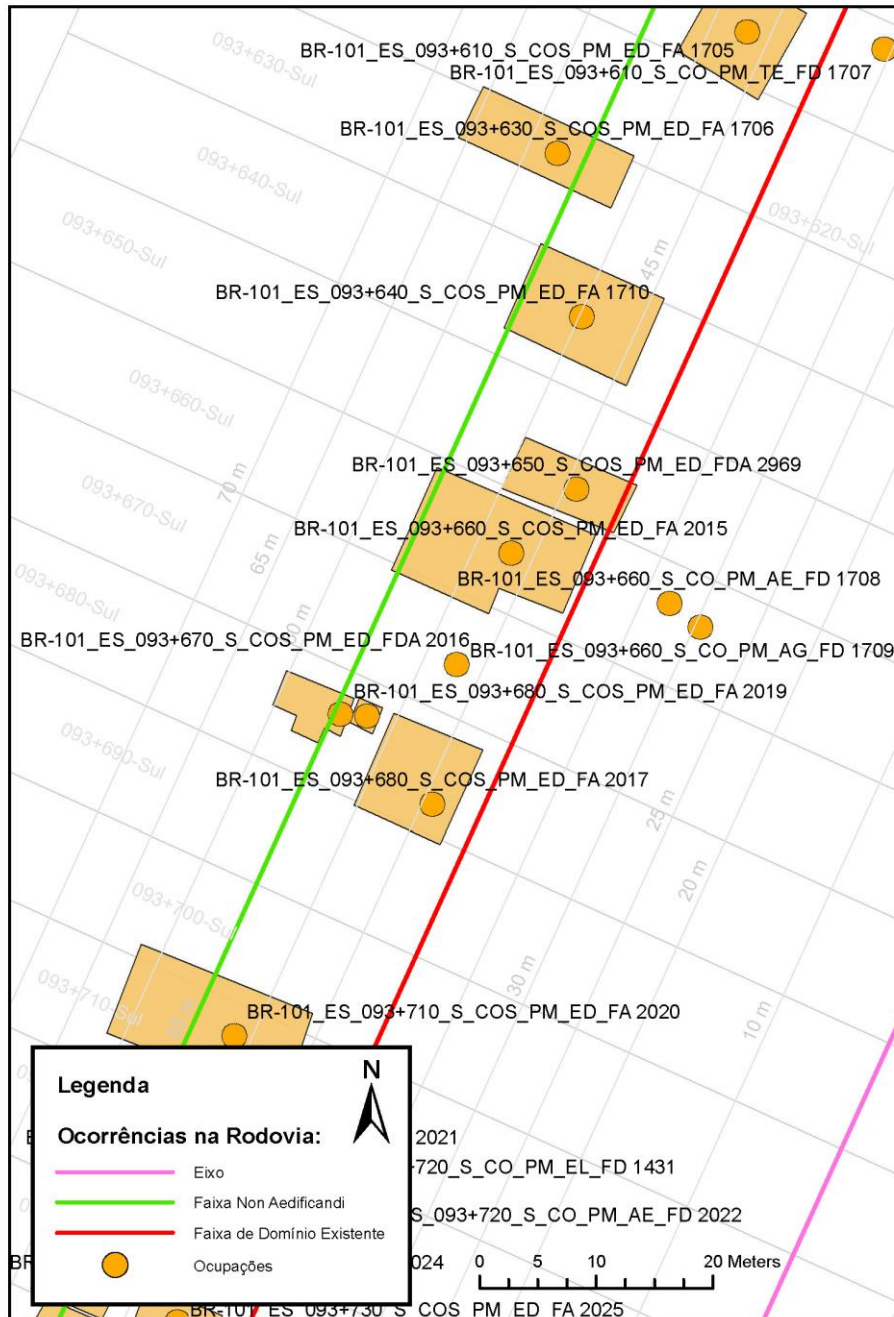 093+630-Sul
BR-101_ES_093+610_S_COS_PM_ED_FA 1705
BR-101_ES_093+610_S_CO_PM_TE_FD 1707
BR-101_ES_093+630_S_COS_PM_ED_FA 1706
093+640-Sul
093+620-Sul
093+650-Sul
45 m
BR-101_ES_093+640_S_COS_PM_ED_FA 1710
093+660-Sul
BR-101_ES_093+650_S_COS_PM_ED_FDA 2969
70 m
093+670-Sul
BR-101_ES_093+660_S_COS_PM_ED_FA 2015
65 m
BR-101_ES_093+660_S_CO_PM_AE_FD 1708
093+680-Sul
BR-101_ES_093+670_S_COS_PM_ED_FDA 2016
BR-101_ES_093+660_S_CO_PM_AG_FD 1709
BR-101_ES_093+680_S_COS_PM_ED_FA 2019
093+690-Sul
BR-101_ES_093+680_S_COS_PM_ED_FA 2017
25 m
20 m
093+700-Sul
30 m
093+710-Sul
BR-101_ES_093+710_S_COS_PM_ED_FA 2020
10 m
Legenda
N
Ocorrências na Rodovia:
Eixo
Faixa Non Aedificandi
Faixa de Domínio Existente
Ocupações
2021
+720_S_CO_PM_EL_FD 1431
S_093+720_S_CO_PM_AE_FD 2022
BR
024
0 5 10 20 Meters
BR-101_ES_093+730_S_COS_PM_ED_FA 2025